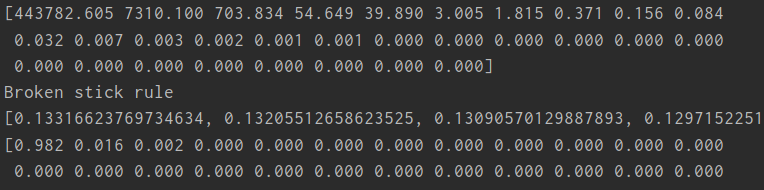 [443782.605 7310.100 703.834 54.649 39.890 3.005 1.815 0.371 0.156 0.084
0.032 0.007 0.003 0.002 0.001 0.001 0.000 0.000 0.000 0.000 0.000 0.000
0.000 0.000 0.000 0.000 0.000 0.000 0.000 0.000]
Broken stick rule
[0.13316623769734634, 0.13205512658623525, 0.13090570129887893, 0.1297152251
[0.982 0.016 0.002 0.000 0.000 0.000 0.000 0.000 0.000 0.000 0.000 0.000
0.000 0.000 0.000 0.000 0.000 0.000 0.000 0.000 0.000 0.000 0.000 0.000